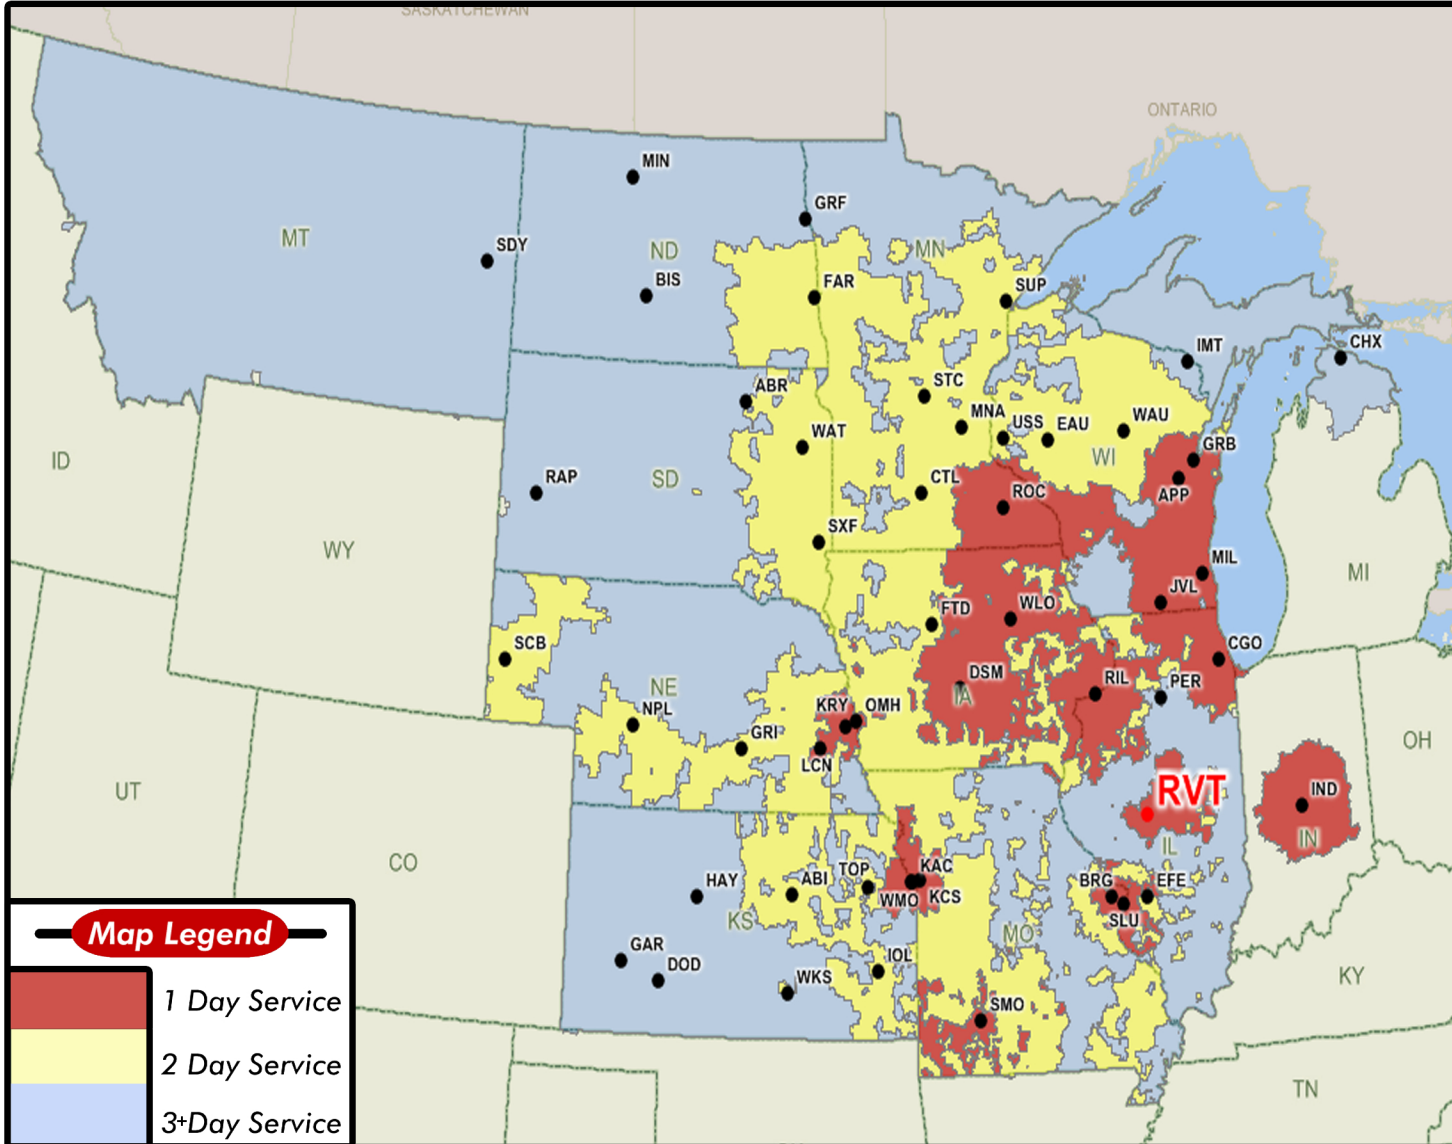 SASKATCHEWAN
ONTARIO
MIN
GRF
MT
SDY
ND
MN
BIS
FAR
SUP
IMT
CHX
ABR
STC
MNA
USS
EAU
WAU
WAT
GRB
ID
WI
RAP
SD
CTL
ROC
APP
SXF
WY
MIL
MI
JVL
FTD
WLO
SCB
CGO
DSM
RIL
PER
NE
IA
NPL
KRY
OMH
GRI
OH
LCN
UT
RVT
IND
IN
IL
CO
HAY
ABI
TOP
KAC
BRG
EFE
WMO
KCS
KS
SLU
MO
GAR
DOD
IOL
WKS
KY
SMO
TN
Map Legend
1 Day Service
2 Day Service
3+Day Service